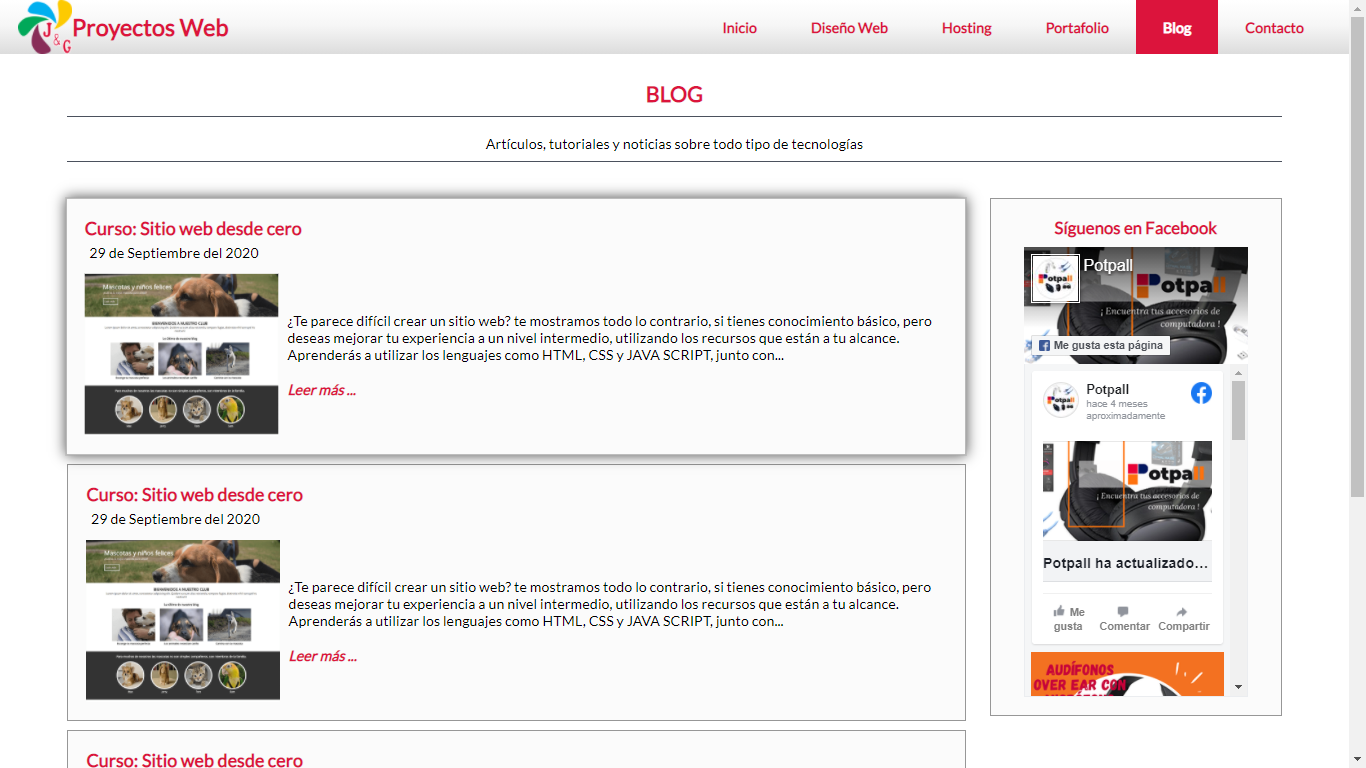 J&G Proyectos Web
Inicio
Diseño Web
Hosting
Portafolio
Blog
Contacto
BLOG
Artículos, tutoriales y noticias sobre todo tipo de tecnologías
Curso: Sitio web desde cero
29 de Septiembre del 2020
Mascotas y niños felices
BIENVENIDOS A NUESTRO CLUB
¿Te parece difícil crear un sitio web? te mostramos todo lo contrario, si tienes conocimiento básico, pero
deseas mejorar tu experiencia a un nivel intermedio, utilizando los recursos que están a tu alcance.
Aprenderás a utilizar los lenguajes como HTML, CSS y JAVA SCRIPT, junto con...
Leer más ...
Curso: Sitio web desde cero
29 de Septiembre del 2020
Mascotas y niños felices
BIENVENIDOS A NUESTRO CLUB
¿Te parece difícil crear un sitio web? te mostramos todo lo contrario, si tienes conocimiento básico, pero
deseas mejorar tu experiencia a un nivel intermedio, utilizando los recursos que están a tu alcance.
Aprenderás a utilizar los lenguajes como HTML, CSS y JAVA SCRIPT, junto con...
Leer más ...
Curso: Sitio web desde cero
Síguenos en Facebook
Potpall
Potpall
Potpall
¡ Encuentra tus accesorios de
computadora !
Me gusta esta página
Potpall
Potpall
hace 4 meses
aproximadamente
Potpall
¡ Encuentra tus accesorios de
computadora !
Potpall ha actualizado...
Me
gusta
Comentar
Compartir
AUDÍFONOS
OVER EAR CON